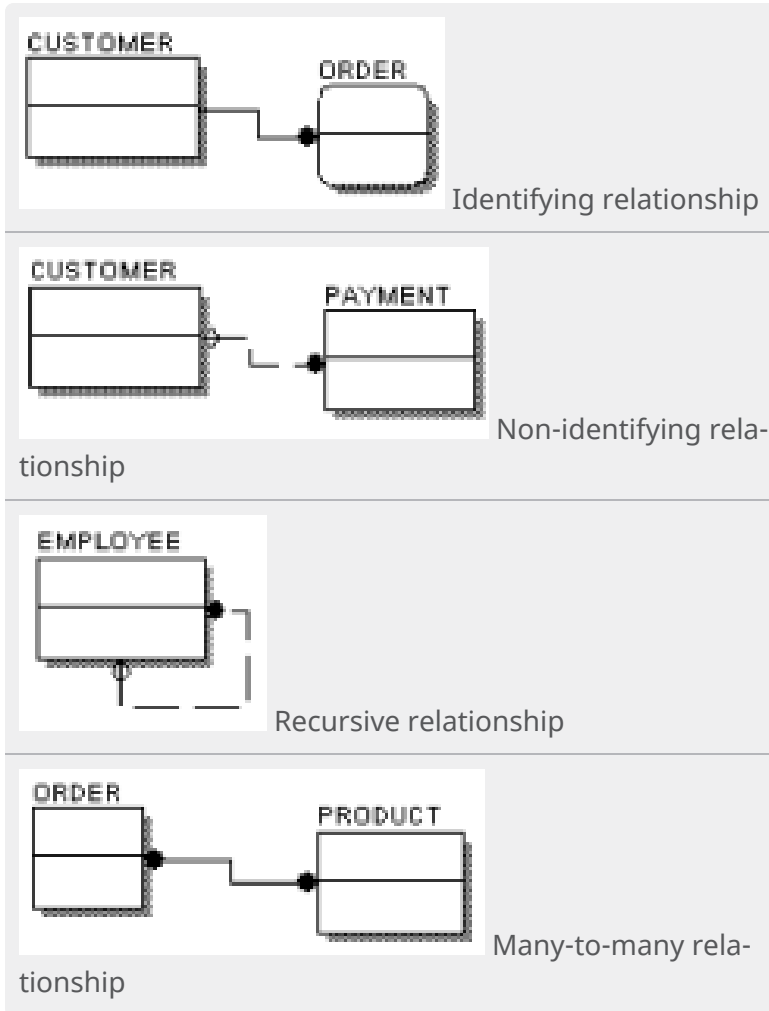 CUSTOMER
ORDER
Identifying relationship
CUSTOMER
PAYMENT
Non-identifying rela-
tionship
EMPLOYEE
Recursive relationship
ORDER
PRODUCT
Many-to-many rela-
tionship